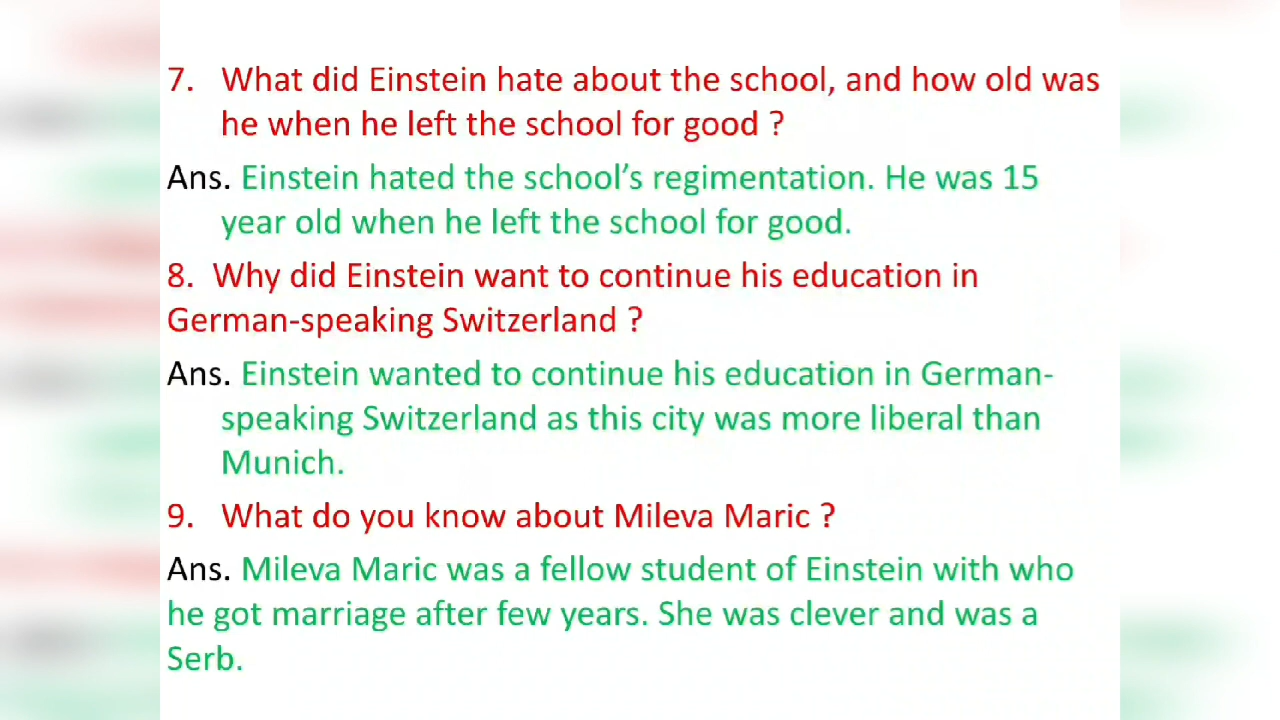 7. What did Einstein hate about the school, and how old was
he when he left the school for good ?
Ans. Einstein hated the school’s regimentation. He was 15
year old when he left the school for good.
8. Why did Einstein want to continue his education in
German-speaking Switzerland ?
Ans. Einstein wanted to continue his education in German-
speaking Switzerland as this city was more liberal than
Munich.
9. What do you know about Mileva Maric ?
Ans. Mileva Maric was a fellow student of Einstein with who
he got marriage after few years. She was clever and was a
Serb.